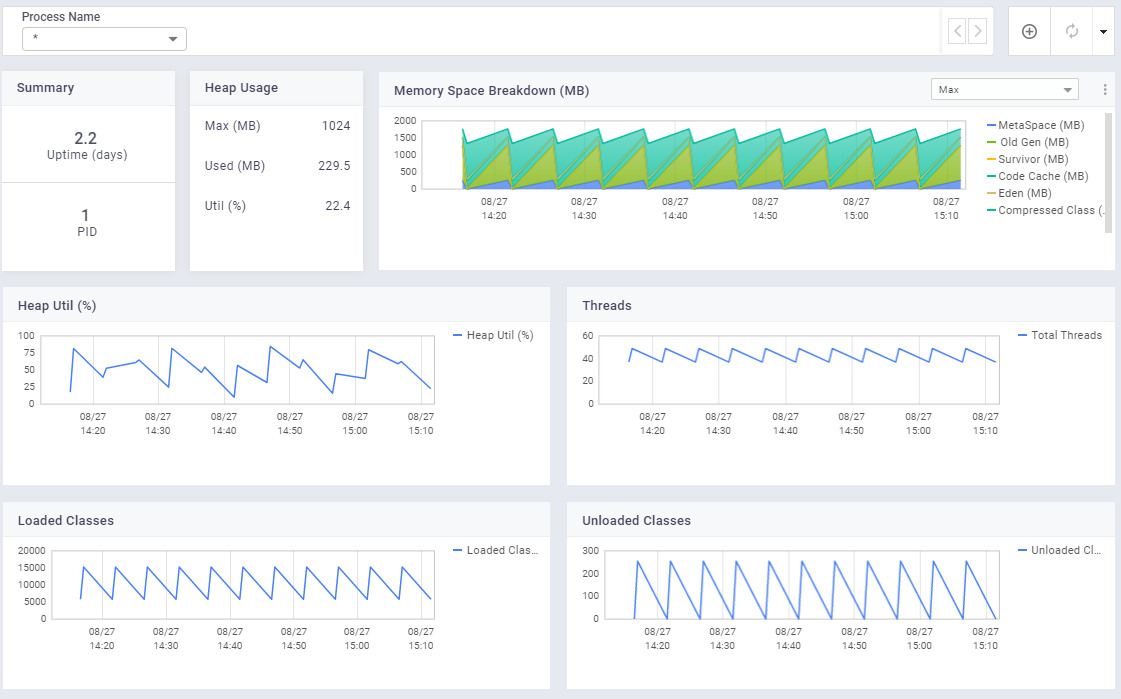 Process Name
*
Summary
2.2
Uptime (days)
1
PID
Heap Usage
Max (MB) 1024
Used (MB) 229.5
Util (%) 22.4
Memory Space Breakdown (MB)
Max
2000
1500
1000
500
0
08/27 08/27 08/27 08/27 08/27 08/27
14:20 14:30 14:40 14:50 15:00 15:10
MetaSpace (MB)
Old Gen (MB)
Survivor (MB)
Code Cache (MB)
Eden (MB)
Compressed Class (..
Heap Util (%)
100
75
50
25
0
08/27 08/27 08/27 08/27 08/27 08/27
14:20 14:30 14:40 14:50 15:00 15:10
Heap Util (%)
Threads
60
40
20
0
08/27 08/27 08/27 08/27 08/27 08/27
14:20 14:30 14:40 14:50 15:00 15:10
Total Threads
Loaded Classes
20000
15000
10000
5000
0
08/27 08/27 08/27 08/27 08/27 08/27
14:20 14:30 14:40 14:50 15:00 15:10
Loaded Clas...
Unloaded Classes
300
200
100
0
08/27 08/27 08/27 08/27 08/27 08/27
14:20 14:30 14:40 14:50 15:00 15:10
Unloaded Cl...